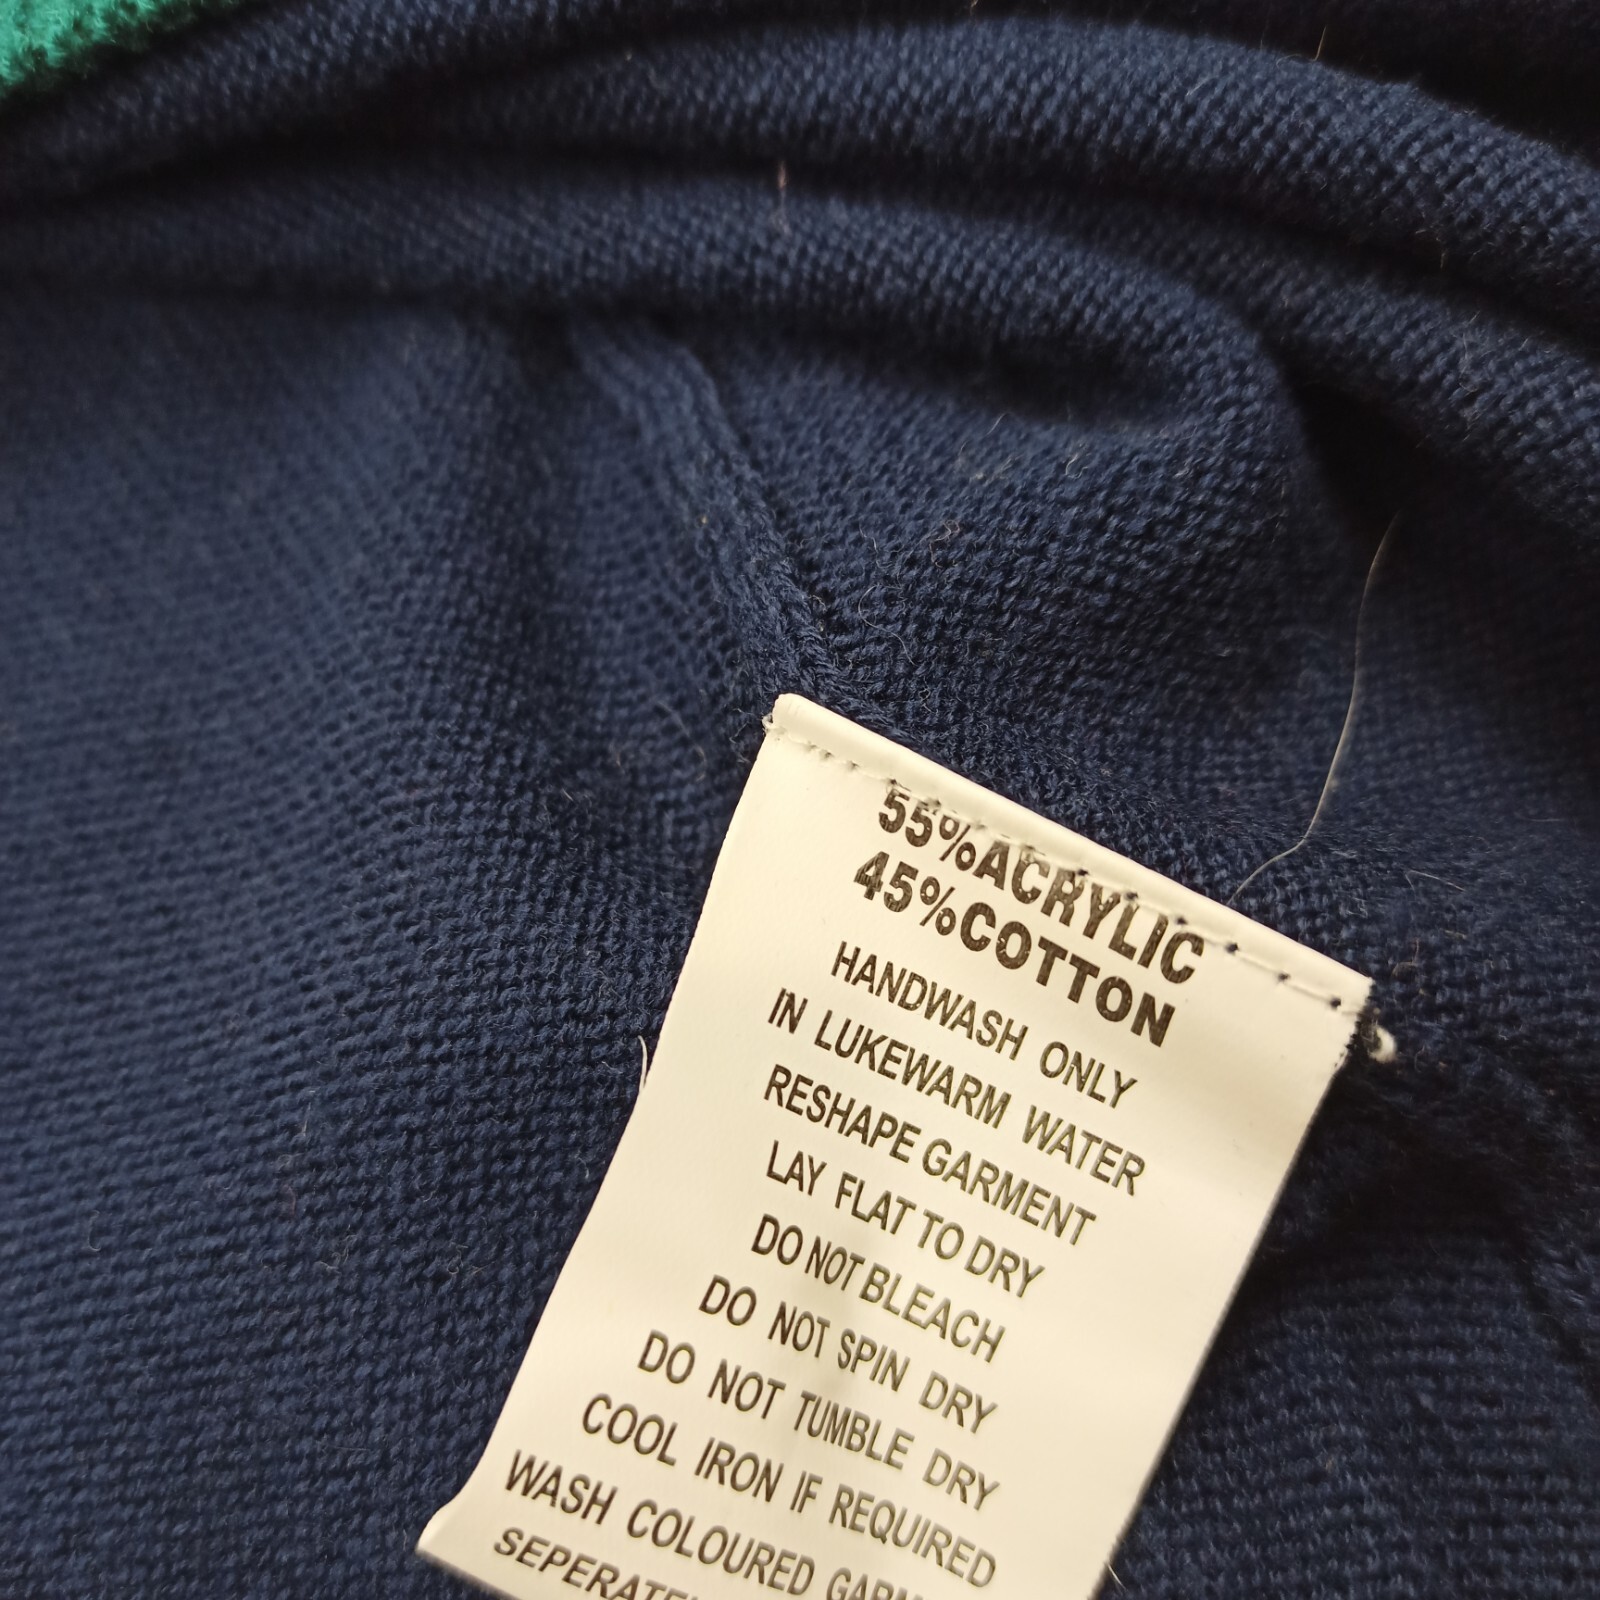 55%ACRYLIC
45%COTTON
HANDWASH ONLY
IN LUKEWARM WATER
RESHAPE GARMENT
LAY FLAT TO DRY
DO NOT BLEACH
DO NOT SPIN DRY
DO NOT TUMBLE DRY
COOL IRON IF REQUIRED
WASH COLOURED